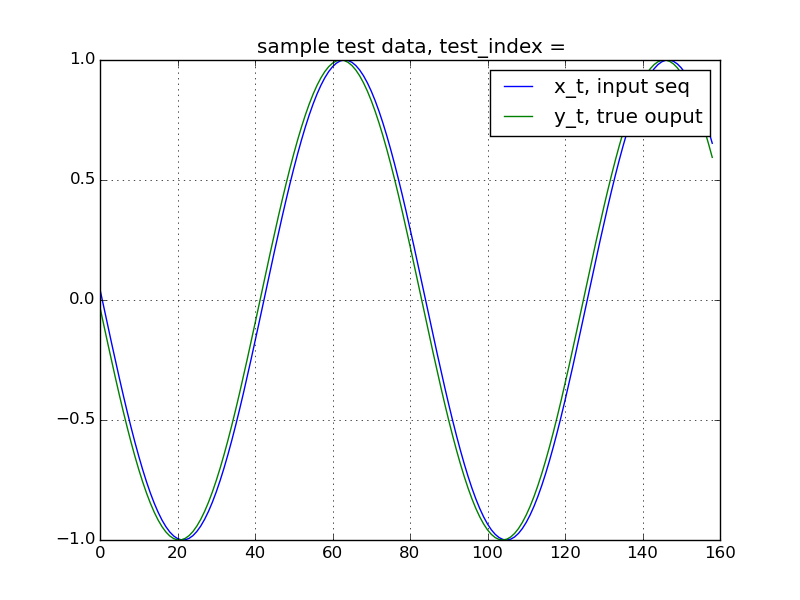 sample test data, test_index =
1.0
x_t, input seq
y_t, true ouput
0.5
0.0
−0.5
−1.0
0 20 40 60 80 100 120 140 160